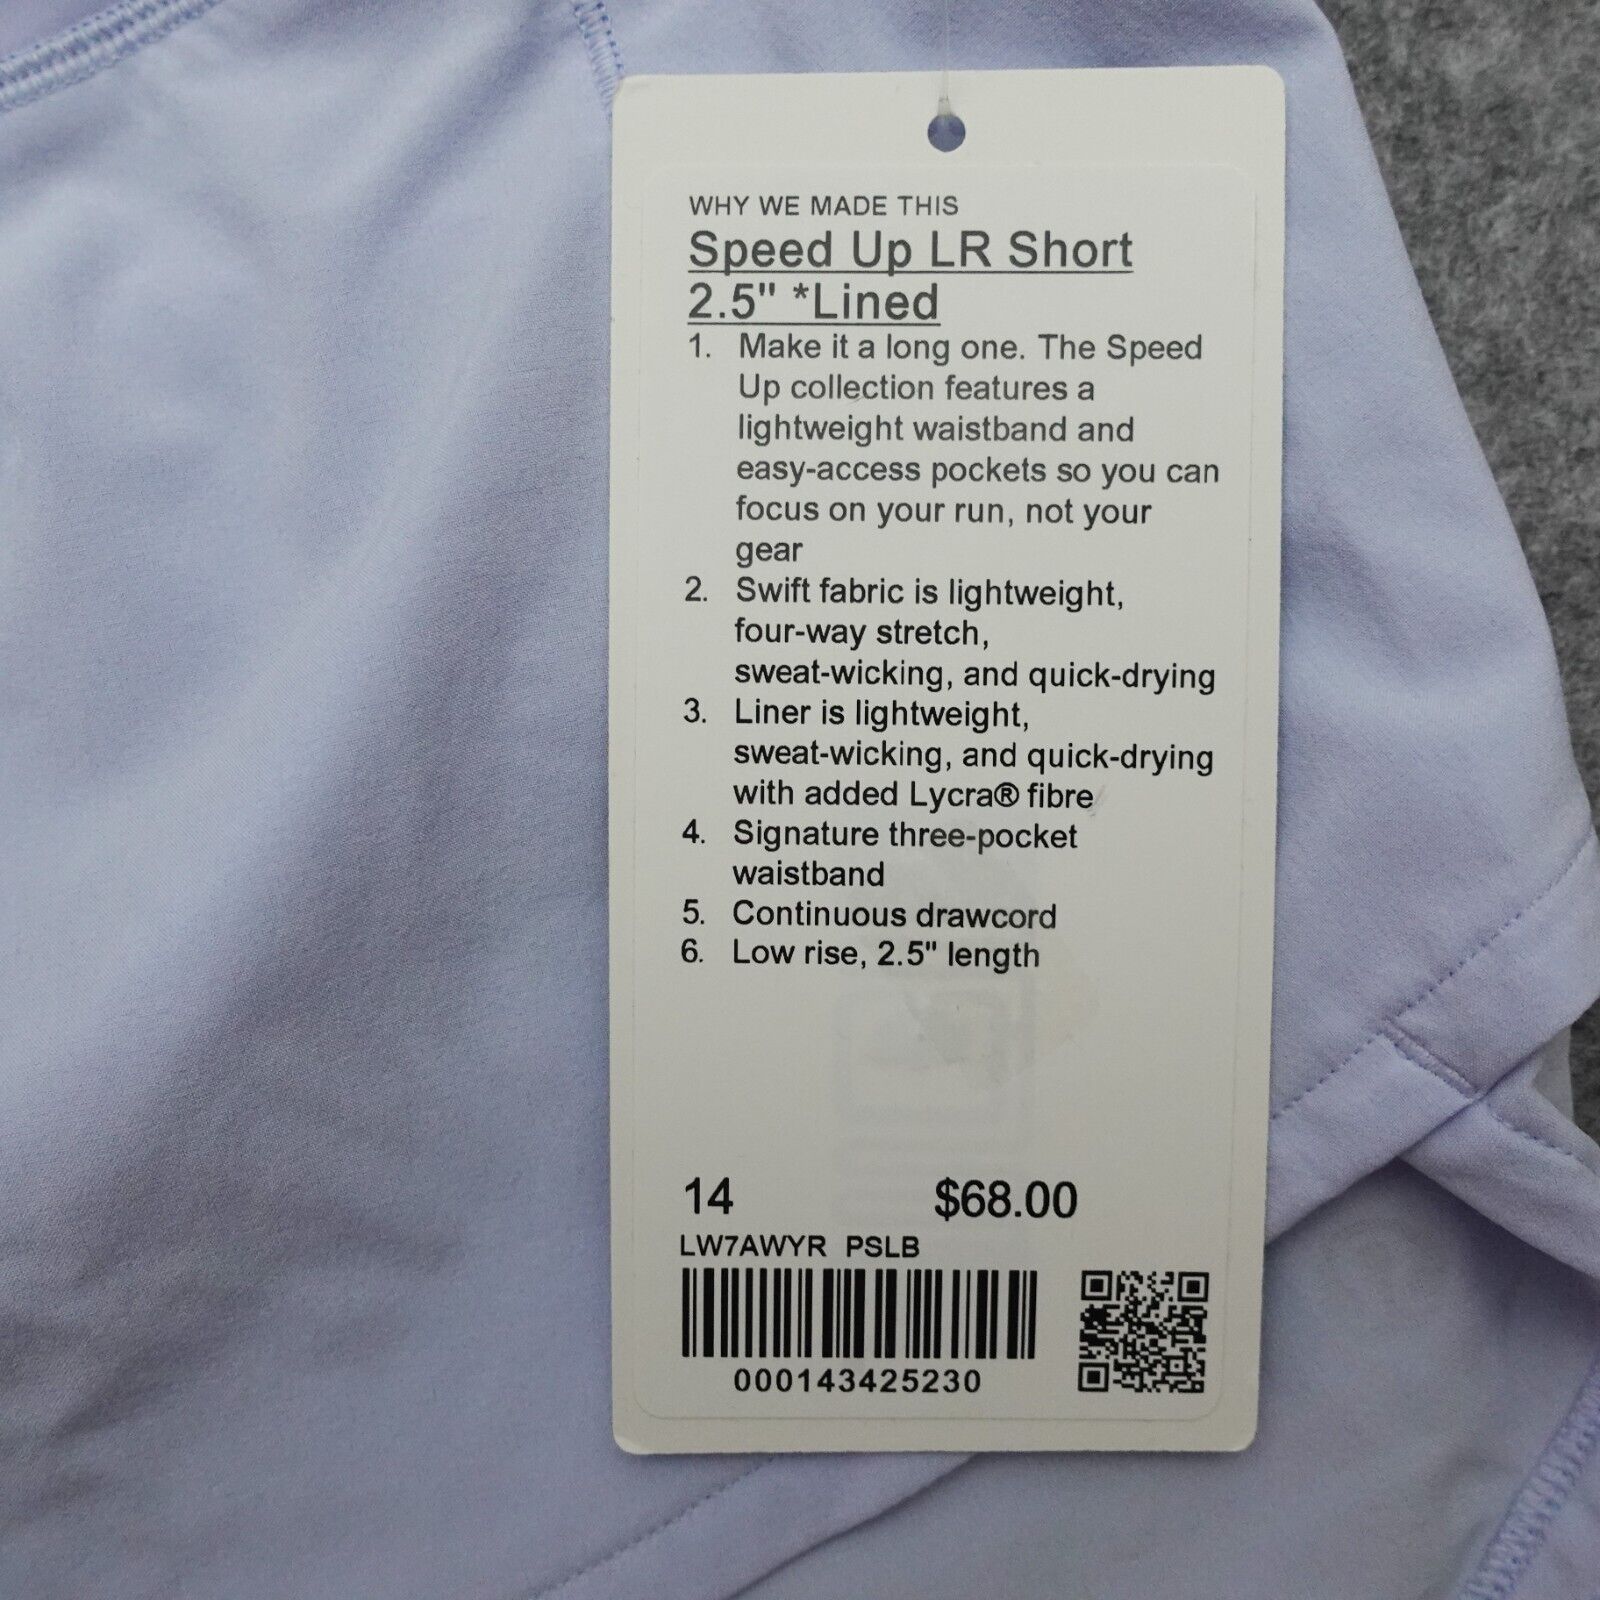 WHY WE MADE THIS
Speed Up LR Short
2.5" *Lined
1. Make it a long one. The Speed
Up collection features a
lightweight waistband and
easy-access pockets so you can
focus on your run, not your
gear
2. Swift fabric is lightweight,
four-way stretch,
sweat-wicking, and quick-drying
3. Liner is lightweight,
sweat-wicking, and quick-drying
with added Lycra® fibre
4. Signature three-pocket
waistband
5. Continuous drawcord
6. Low rise, 2.5" length
14 $68.00
LW7AWYR PSLB
000143425230